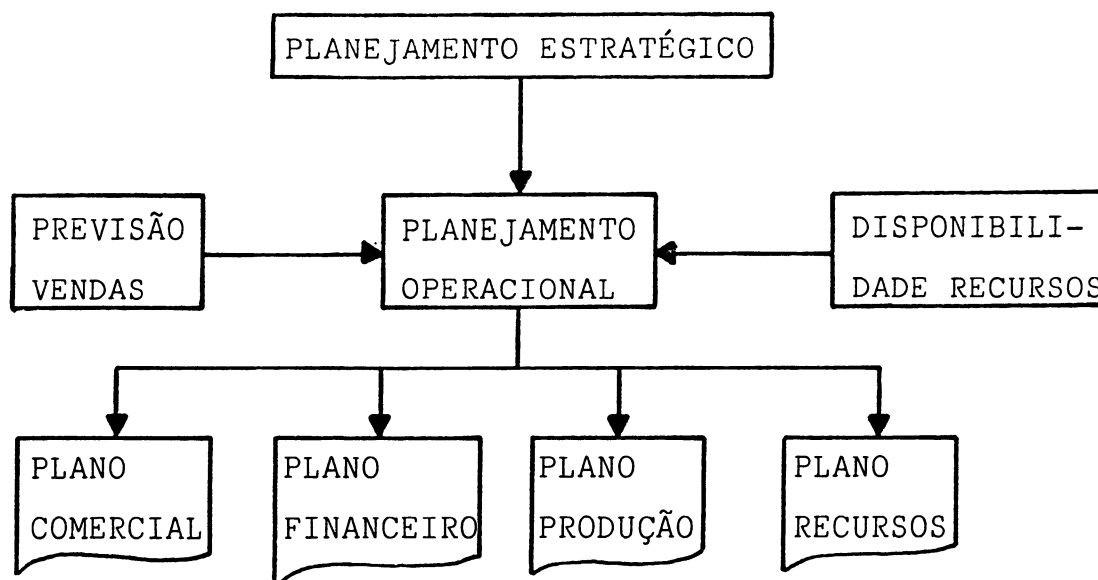 PLANEJAMENTO ESTRATÉGICO
PREVISÃO
VENDAS
PLANEJAMENTO
OPERACIONAL
DISPONIBILI-
DADE RECURSOS
PLANO
COMERCIAL
PLANO
FINANCEIRO
PLANO
PRODUÇÃO
PLANO
RECURSOS